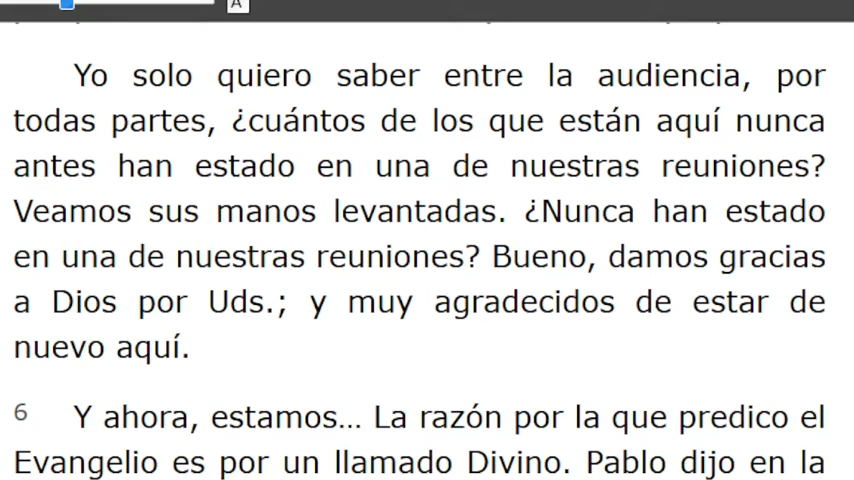 A
Yo solo quiero saber entre la audiencia, por
todas partes, ¿cuántos de los que están aquí nunca
antes han estado en una de nuestras reuniones?
Veamos sus manos levantadas. ¿Nunca han estado
en una de nuestras reuniones? Bueno, damos gracias
a Dios por Uds.; y muy agradecidos de estar de
nuevo aquí.
6 Y ahora, estamos... La razón por la que predico el
Evangelio es por un llamado Divino. Pablo dijo en la